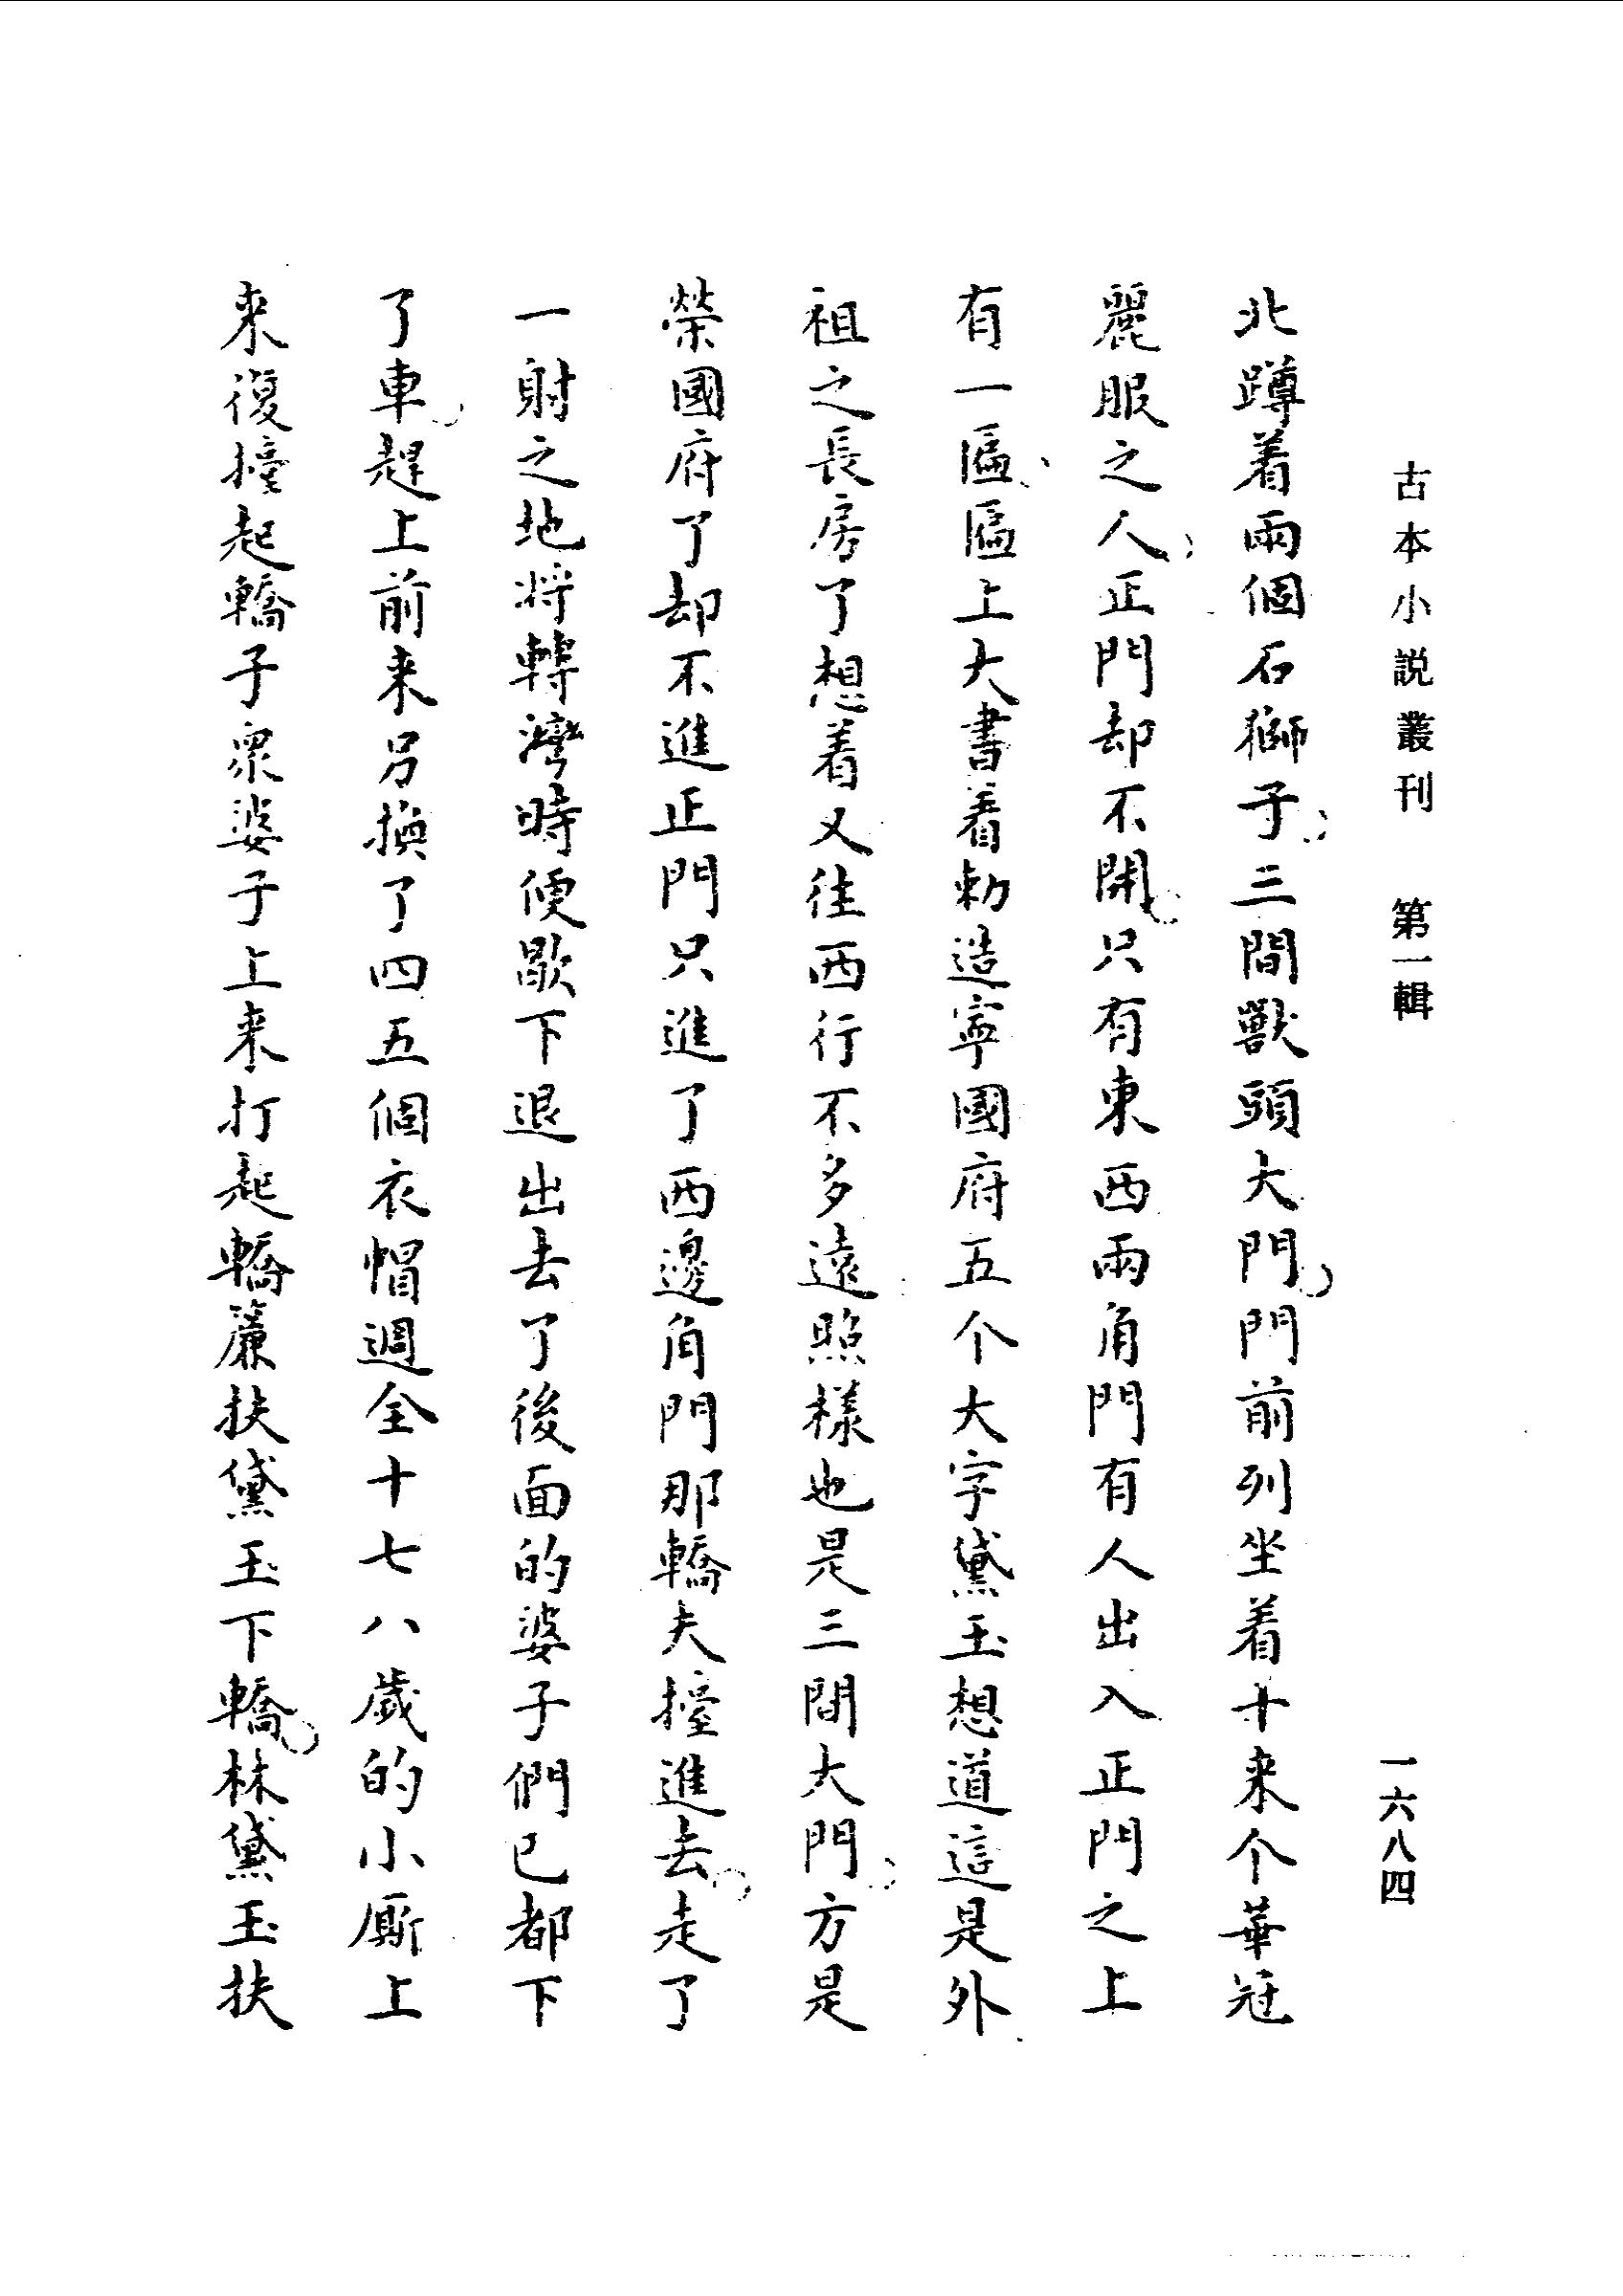 古本小説叢刊 第一輯
一六八四
北蹲着兩個石獅子三間獸頭大門門前列坐着十来个華冠
麗服之人正門却不開只有東西兩角門有人出入正門之上
有一匾匾上大書着勅造寧國府五个大字黛玉想道這是外
祖之長房了想着又往西行不多遠照樣也是三間大門方是
榮國府了却不進正門只進了西邊角門那轎夫擡進去走了
一射之地將轉灣時便歇下退出去了後面的婆子們已都下
了車趕上前来另換了四五個衣帽週全十七八歲的小厮上
来復擡起轎子眾婆子上来打起轎簾扶黛玉下轎林黛玉扶